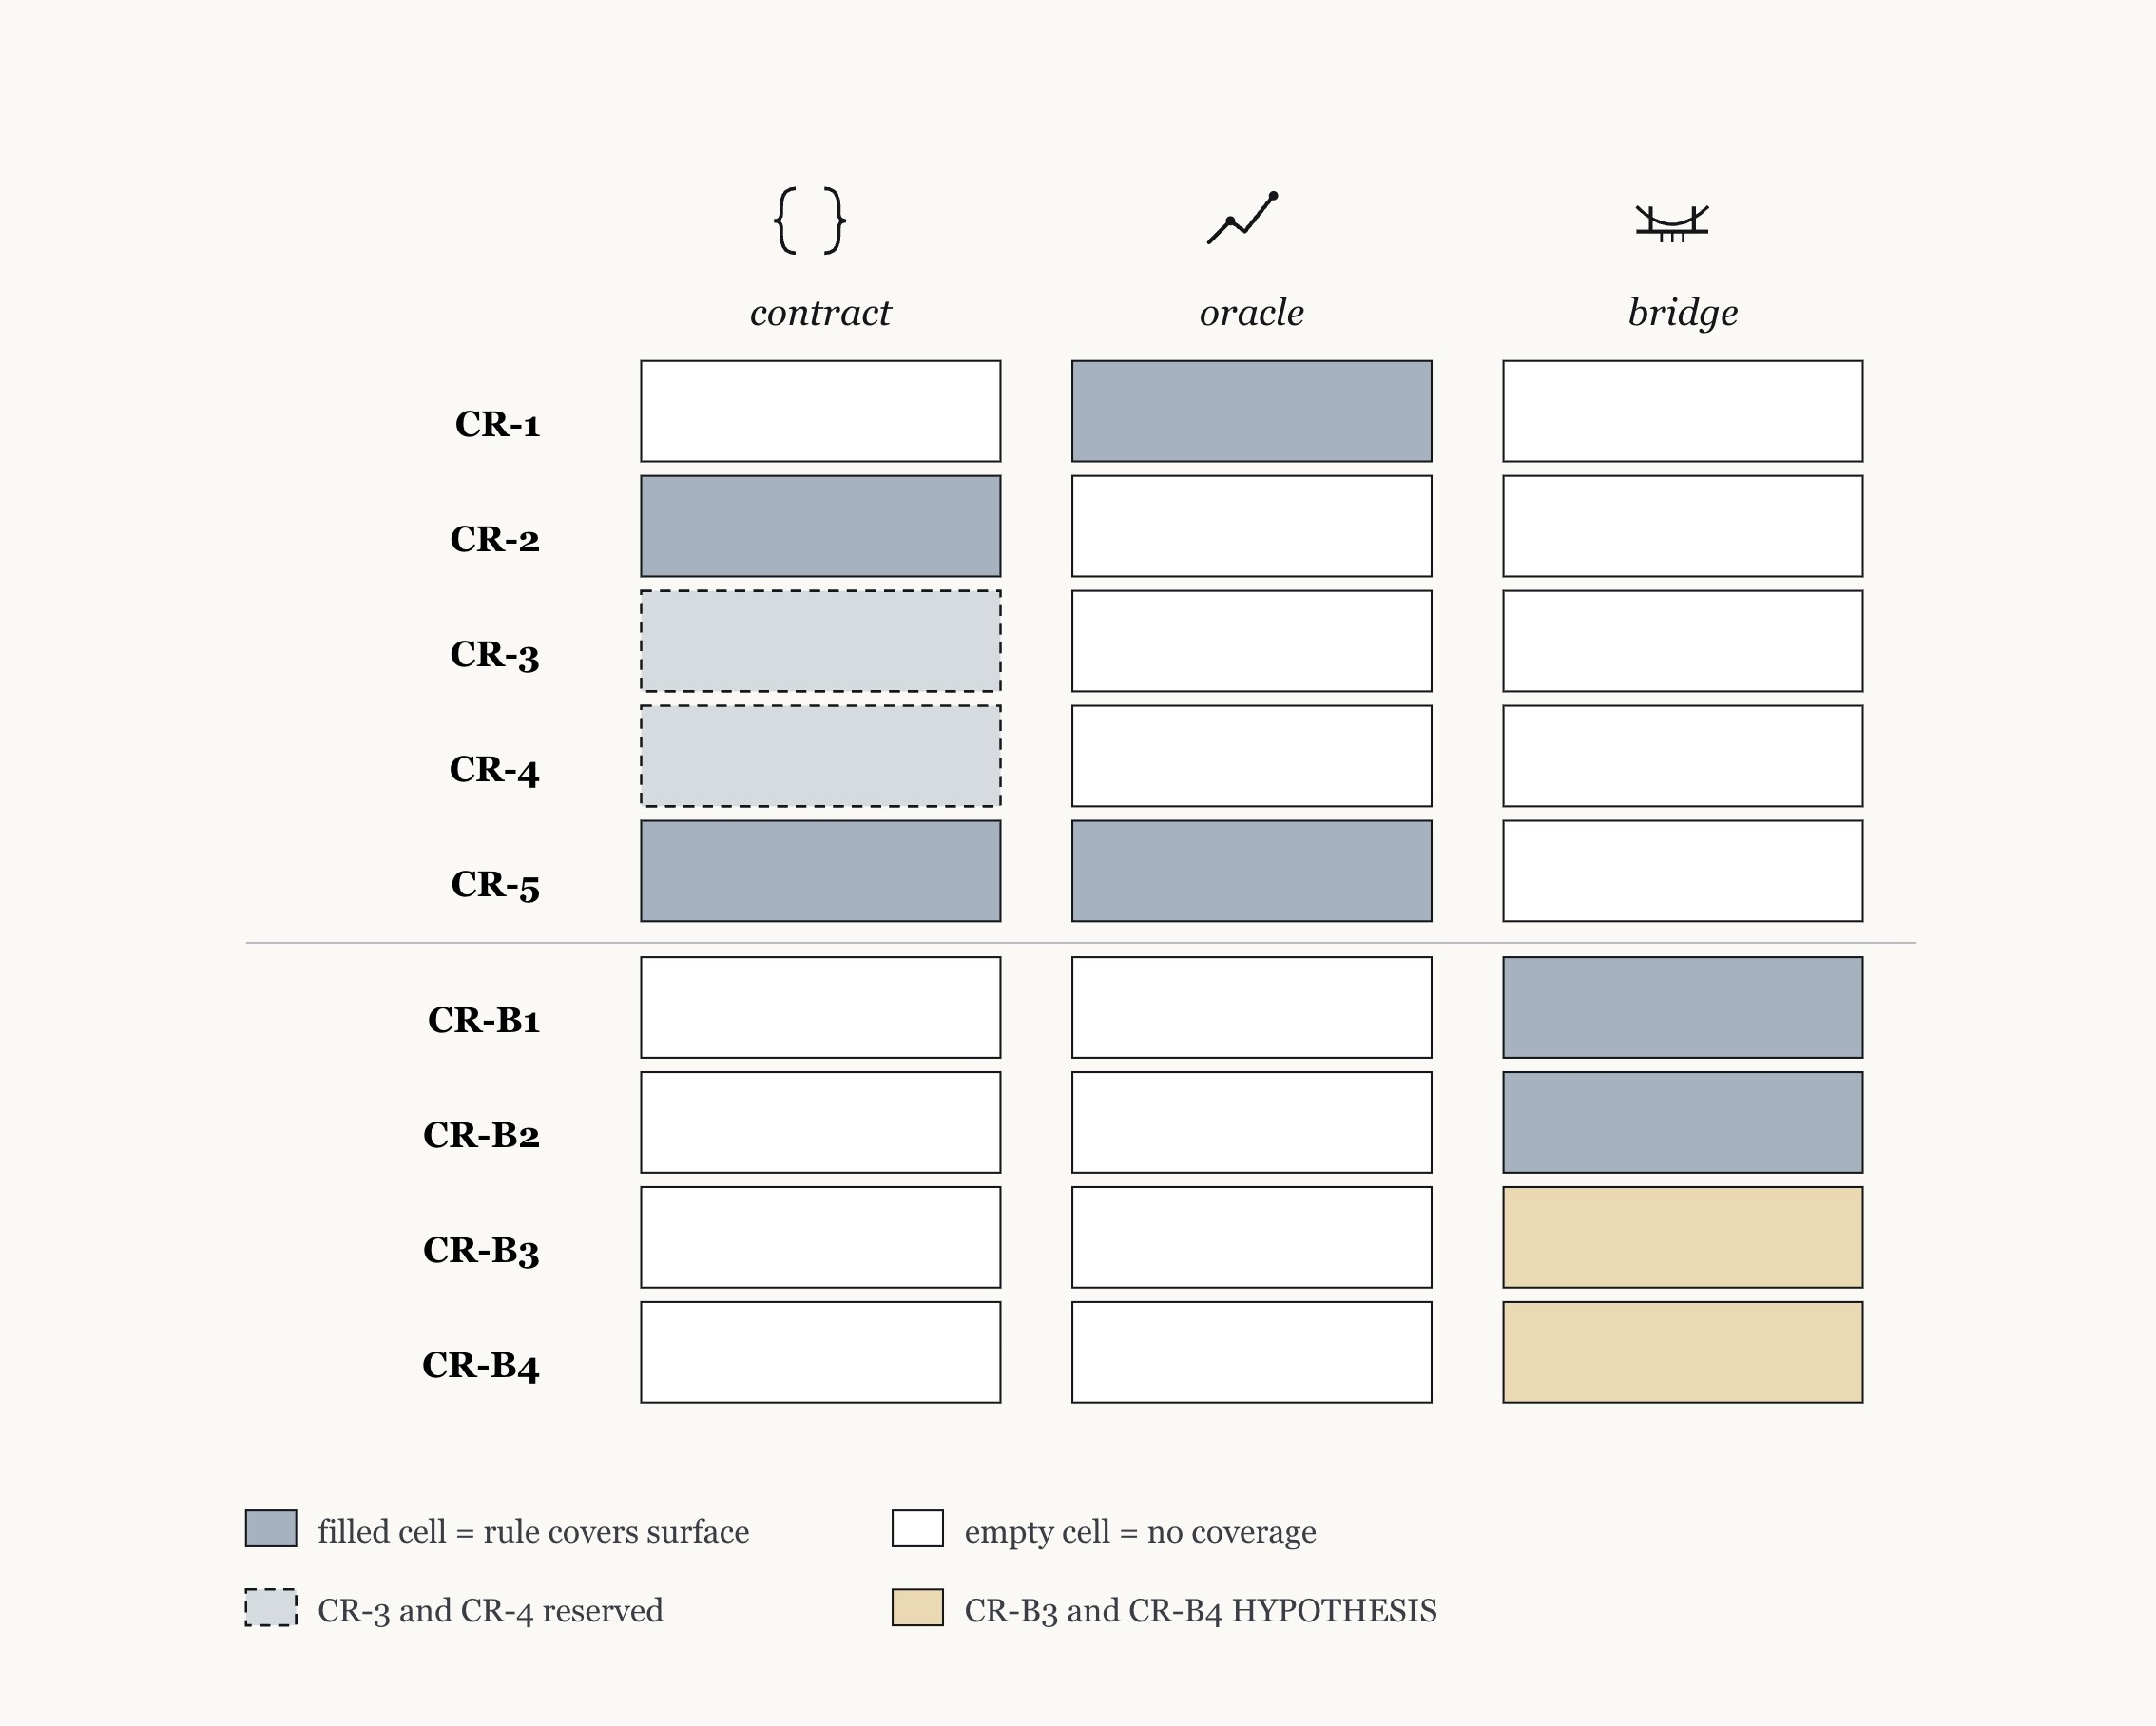 contract oracle bridge
CR-1
CR-2
CR-3
CR-4
CR-5
CR-B1
CR-B2
CR-B3
CR-B4
filled cell = rule covers surface
empty cell = no coverage
CR-3 and CR-4 reserved
CR-B3 and CR-B4 HYPOTHESIS